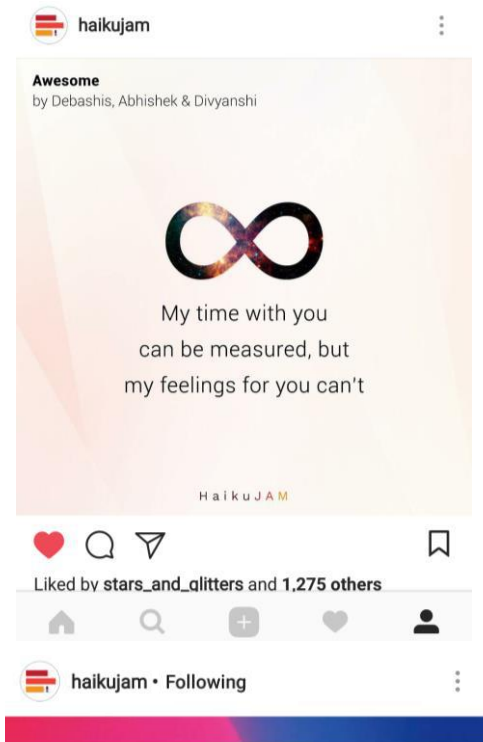 haikujam
Awesome
by Debashis, Abhishek & Divyanshi
My time with you
can be measured, but
my feelings for you can't
HaikuJAM
Liked by stars_and_glitters and 1,275 others
haikujam • Following